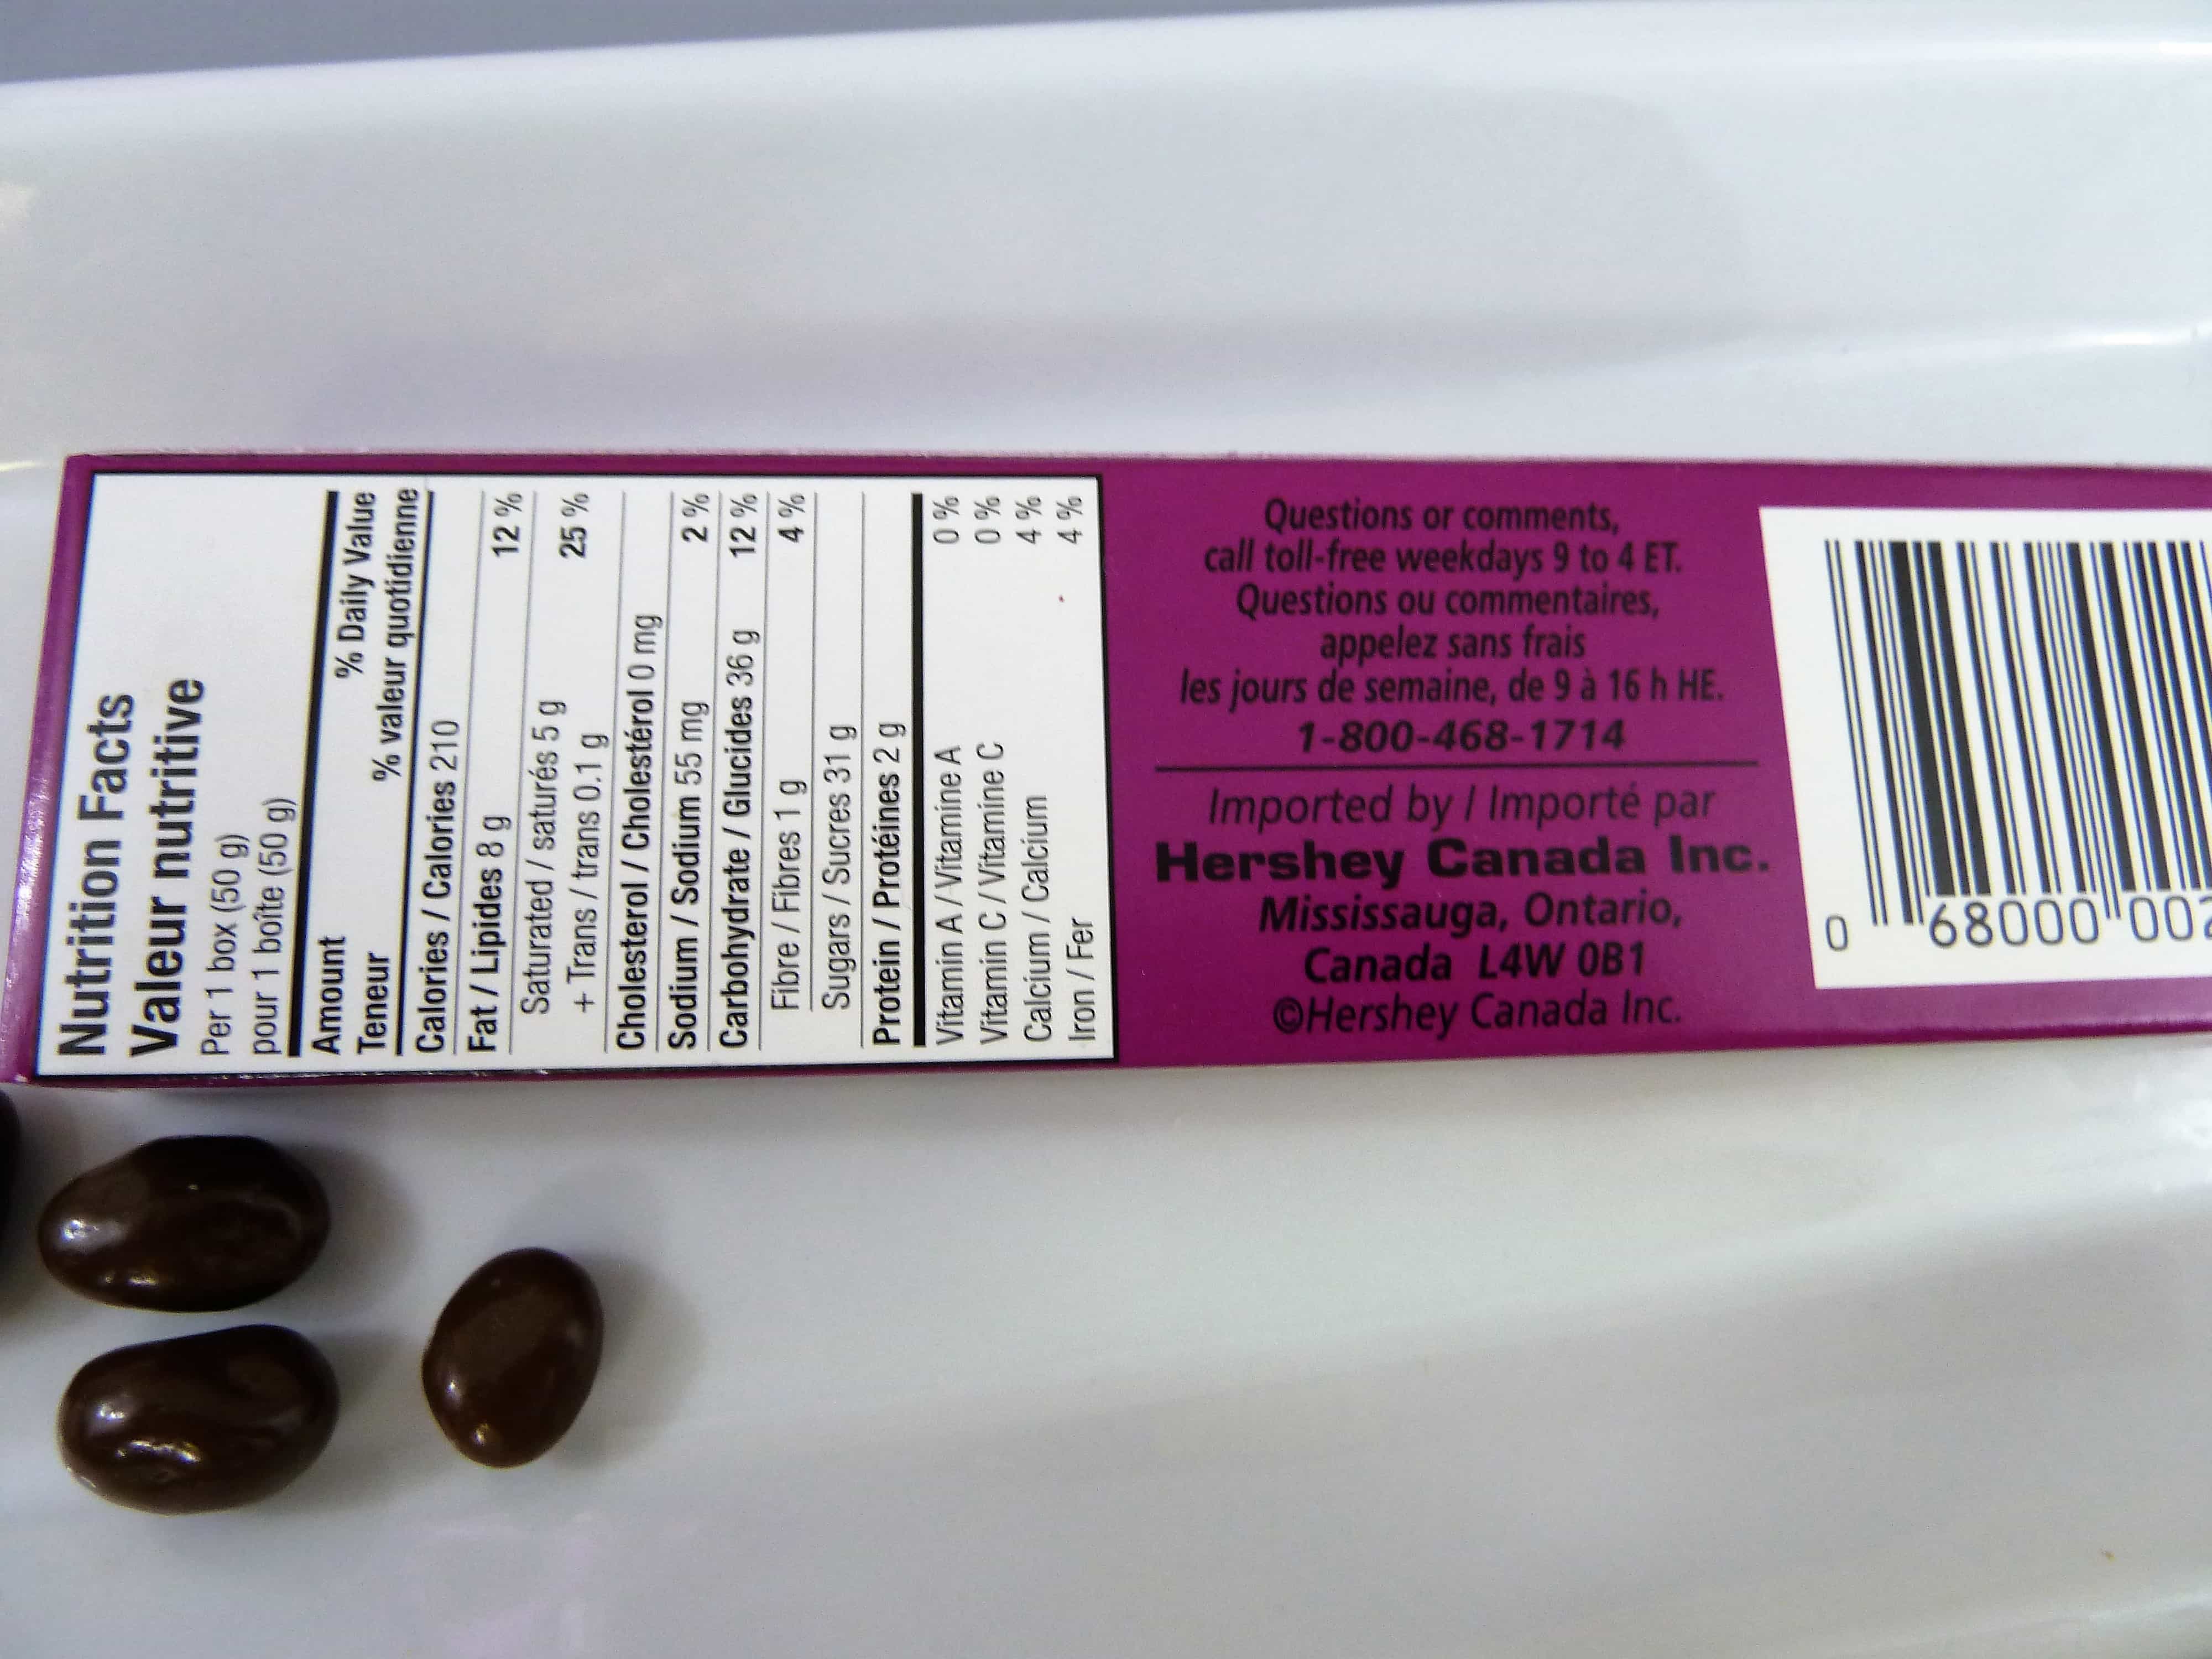 Nutrition Facts
Valeur nutritive
Per 1 box (50 g)
pour 1 boîte (50 g)
Amount % Daily Value
Teneur % valeur quotidienne
Calories / Calories 210
Fat / Lipides 8 g 12 %
Saturated / saturés 5 g
+ Trans / trans 0.1 g 25 %
Cholesterol / Cholestérol 0 mg
Sodium / Sodium 55 mg 2 %
Carbohydrate / Glucides 36 g 12 %
Fibre / Fibres 1 g 4 %
Sugars / Sucres 31 g
Protein / Protéines 2 g
Vitamin A / Vitamine A 0 %
Vitamin C / Vitamine C 0 %
Calcium / Calcium 4 %
Iron / Fer 4 %
Questions or comments,
call toll-free weekdays 9 to 4 ET.
Questions ou commentaires,
appelez sans frais
les jours de semaine, de 9 à 16 h HE.
1-800-468-1714
Imported by / Importé par
Hershey Canada Inc.
Mississauga, Ontario,
Canada L4W 0B1
©Hershey Canada Inc.
0 68000 00